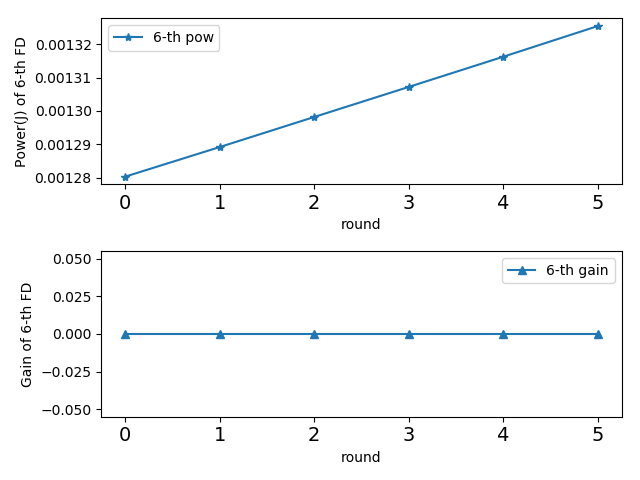 6-th pow
Power(J) of 6-th FD
0.00132
0.00131
0.00130
0.00129
0.00128
0 1 2 3 4 5
round
6-th gain
Gain of 6-th FD
0.050
0.025
0.000
−0.025
−0.050
0 1 2 3 4 5
round